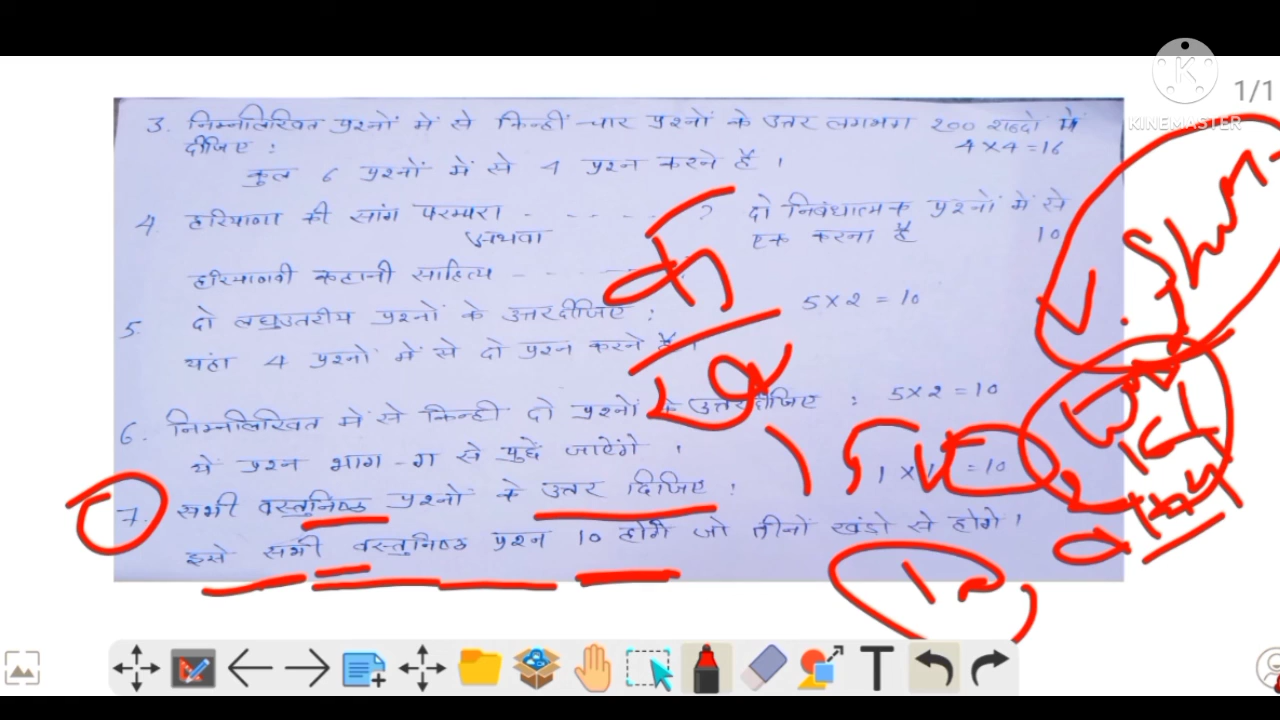 1/1
KINEMASTER
3. निम्नलिखित प्रश्नों में से किन्हीं चार प्रश्नों के उत्तर लगभग 200 शब्दों में
दीजिए : 4 x 4 = 16
कुल 6 प्रश्नों में से 4 प्रश्न करने है ।
4. हरियाणा की सांग परम्परा - - - - - ? दो निबंधात्मक प्रश्नों में से
अथवा एक करना है 10
हरियाणवी कहानी साहित्य - - -
5. दो लघुउतरीय प्रश्नों के उत्तर दीजिए : 5 x 2 = 10
यहां 4 प्रश्नों में से दो प्रश्न करने है ।
6. निम्नलिखित में से किन्ही दो प्रश्नों के उत्तर दीजिए : 5 x 2 = 10
ये प्रश्न भाग - ग से पुछें जाऐंगे ।
7. सभी वस्तुनिष्ठ प्रश्नों के उत्तर दिजिए : = 10
इसे सभी वस्तुनिष्ठ प्रश्न 10 होंगे जो तीनों खंडो से होगे ।